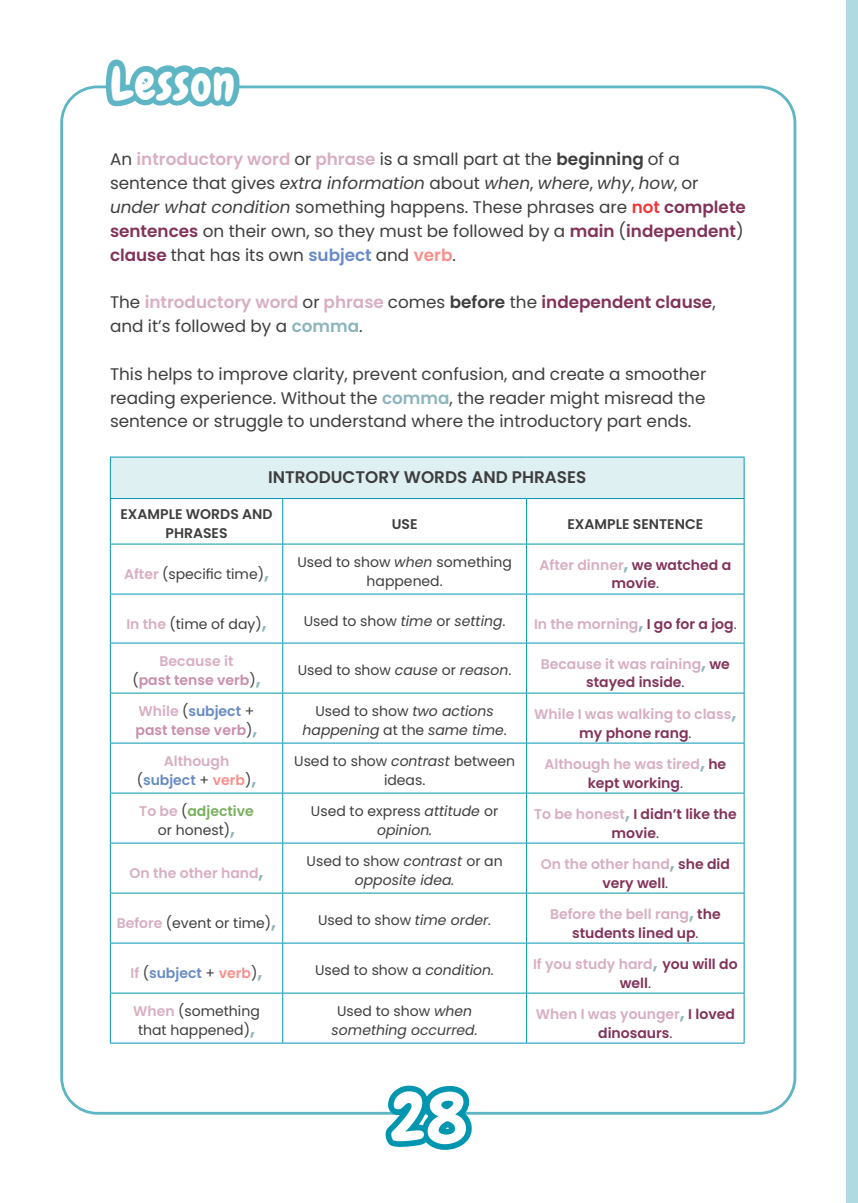 Lesson
An introductory word or phrase is a small part at the beginning of a
sentence that gives extra information about when, where, why, how, or
under what condition something happens. These phrases are not complete
sentences on their own, so they must be followed by a main (independent)
clause that has its own subject and verb.
The introductory word or phrase comes before the independent clause,
and it’s followed by a comma.
This helps to improve clarity, prevent confusion, and create a smoother
reading experience. Without the comma, the reader might misread the
sentence or struggle to understand where the introductory part ends.
INTRODUCTORY WORDS AND PHRASES
EXAMPLE WORDS AND
PHRASES
USE
EXAMPLE SENTENCE
After (specific time),
Used to show when something
happened.
After dinner, we watched a
movie.
In the (time of day),
Used to show time or setting.
In the morning, I go for a jog.
Because it
(past tense verb),
Used to show cause or reason.
Because it was raining, we
stayed inside.
While (subject +
past tense verb),
Used to show two actions
happening at the same time.
While I was walking to class,
my phone rang.
Although
(subject + verb),
Used to show contrast between
ideas.
Although he was tired, he
kept working.
To be (adjective
or honest),
Used to express attitude or
opinion.
To be honest, I didn’t like the
movie.
On the other hand,
Used to show contrast or an
opposite idea.
On the other hand, she did
very well.
Before (event or time),
Used to show time order.
Before the bell rang, the
students lined up.
If (subject + verb),
Used to show a condition.
If you study hard, you will do
well.
When (something
that happened),
Used to show when
something occurred.
When I was younger, I loved
dinosaurs.
28